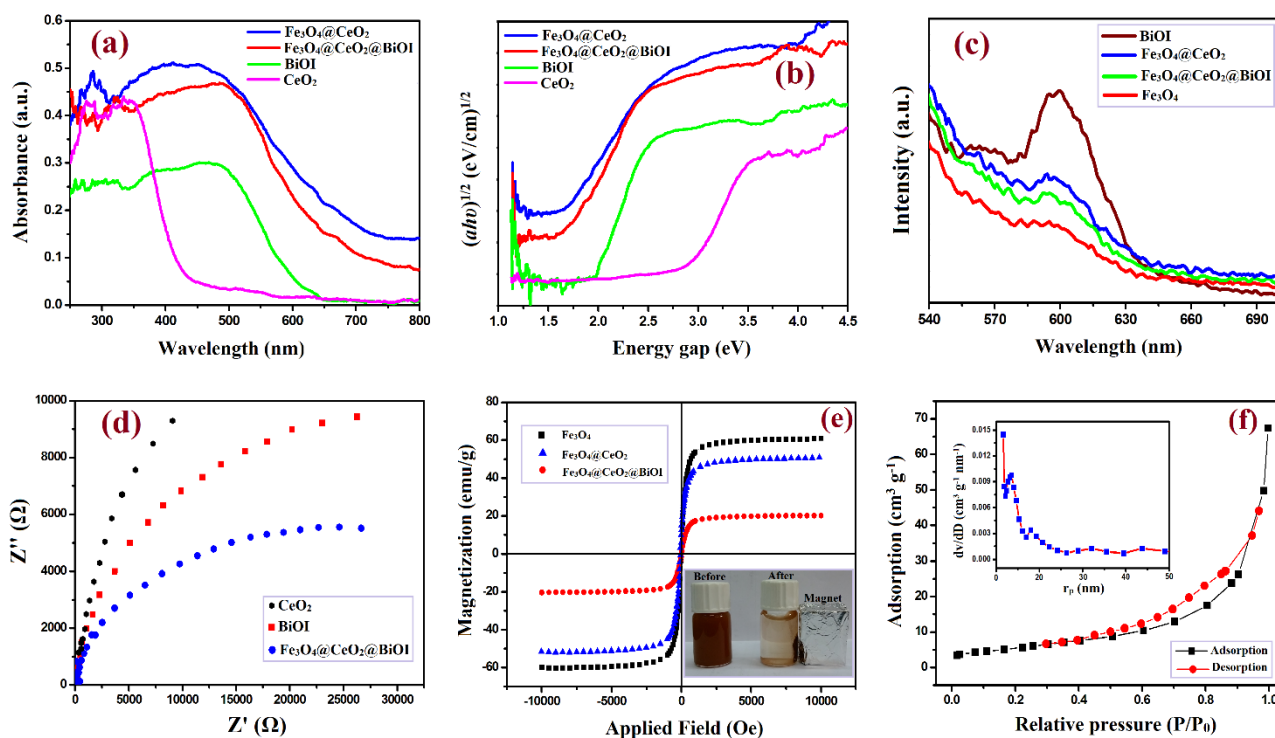 (a)
Fe₃O₄@CeO₂
Fe₃O₄@CeO₂@BiOI
BiOI
CeO₂
Absorbance (a.u.)
0.6
0.5
0.4
0.3
0.2
0.1
0.0
300 400 500 600 700 800
Wavelength (nm)
Fe₃O₄@CeO₂
Fe₃O₄@CeO₂@BiOI
BiOI
CeO₂
(b)
(ahυ)^1/2 (eV/cm)^1/2
1.0 1.5 2.0 2.5 3.0 3.5 4.0 4.5
Energy gap (eV)
BiOI
Fe₃O₄@CeO₂
Fe₃O₄@CeO₂@BiOI
Fe₃O₄
(c)
Intensity (a.u.)
540 570 600 630 660 690
Wavelength (nm)
(d)
Z'' (Ω)
10000
8000
6000
4000
2000
0
CeO₂
BiOI
Fe₃O₄@CeO₂@BiOI
0 5000 10000 15000 20000 25000 30000
Z' (Ω)
(e)
Fe₃O₄
Fe₃O₄@CeO₂
Fe₃O₄@CeO₂@BiOI
Magnetization (emu/g)
80
60
40
20
0
-20
-40
-60
Before
After
Magnet
-10000 -5000 0 5000 10000
Applied Field (Oe)
(f)
Adsorption (cm³ g⁻¹)
70
60
50
40
30
20
10
0
dv/dD (cm³ g⁻¹ nm⁻¹)
0.015
0.012
0.009
0.006
0.003
0.000
0 10 20 30 40 50
rₚ (nm)
Adsorption
Desorption
0.0 0.2 0.4 0.6 0.8 1.0
Relative pressure (P/P₀)